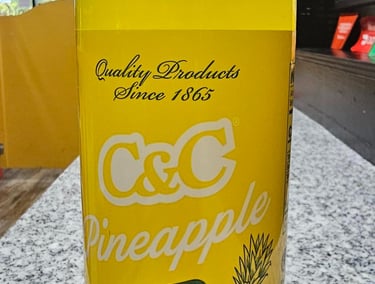 Quality Products
Since 1865
C&C®
Pineapple